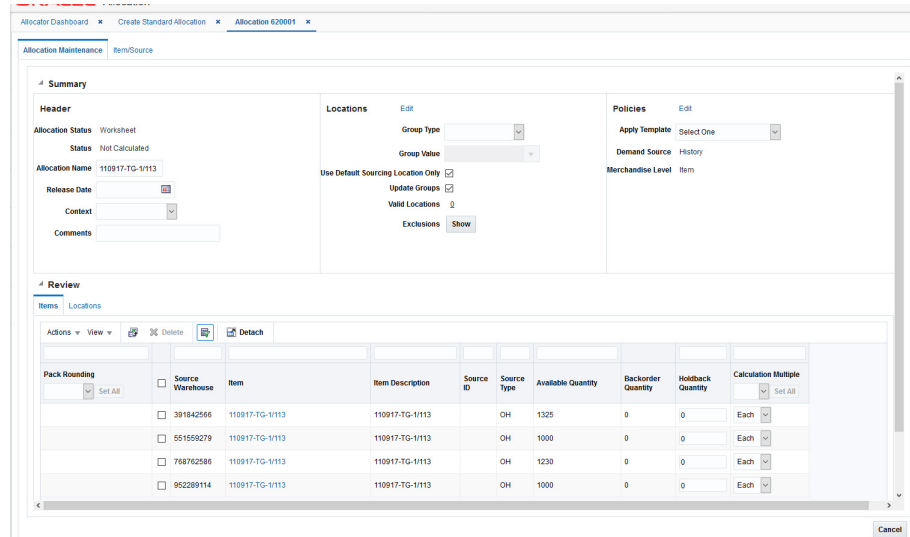 Allocator Dashboard × Create Standard Allocation × Allocation 620001 ×
Allocation Maintenance Item/Source
Summary
Header
Allocation Status Worksheet
Status Not Calculated
Allocation Name 110917-TG-1/113
Release Date
Context
Comments
Locations Edit
Group Type
Group Value
Use Default Sourcing Location Only
Update Groups
Valid Locations 0
Exclusions Show
Policies Edit
Apply Template Select One
Demand Source History
Merchandise Level Item
Review
Items Locations
Actions View Delete Detach
Pack Rounding Set All Source Warehouse Item Item Description Source ID Source Type Available Quantity Backorder Quantity Holdback Quantity Calculation Multiple Set All
391842566 110917-TG-1/113 110917-TG-1/113 OH 1325 0 0 Each
551559279 110917-TG-1/113 110917-TG-1/113 OH 1000 0 0 Each
768762586 110917-TG-1/113 110917-TG-1/113 OH 1230 0 0 Each
952289114 110917-TG-1/113 110917-TG-1/113 OH 1000 0 0 Each
Cancel